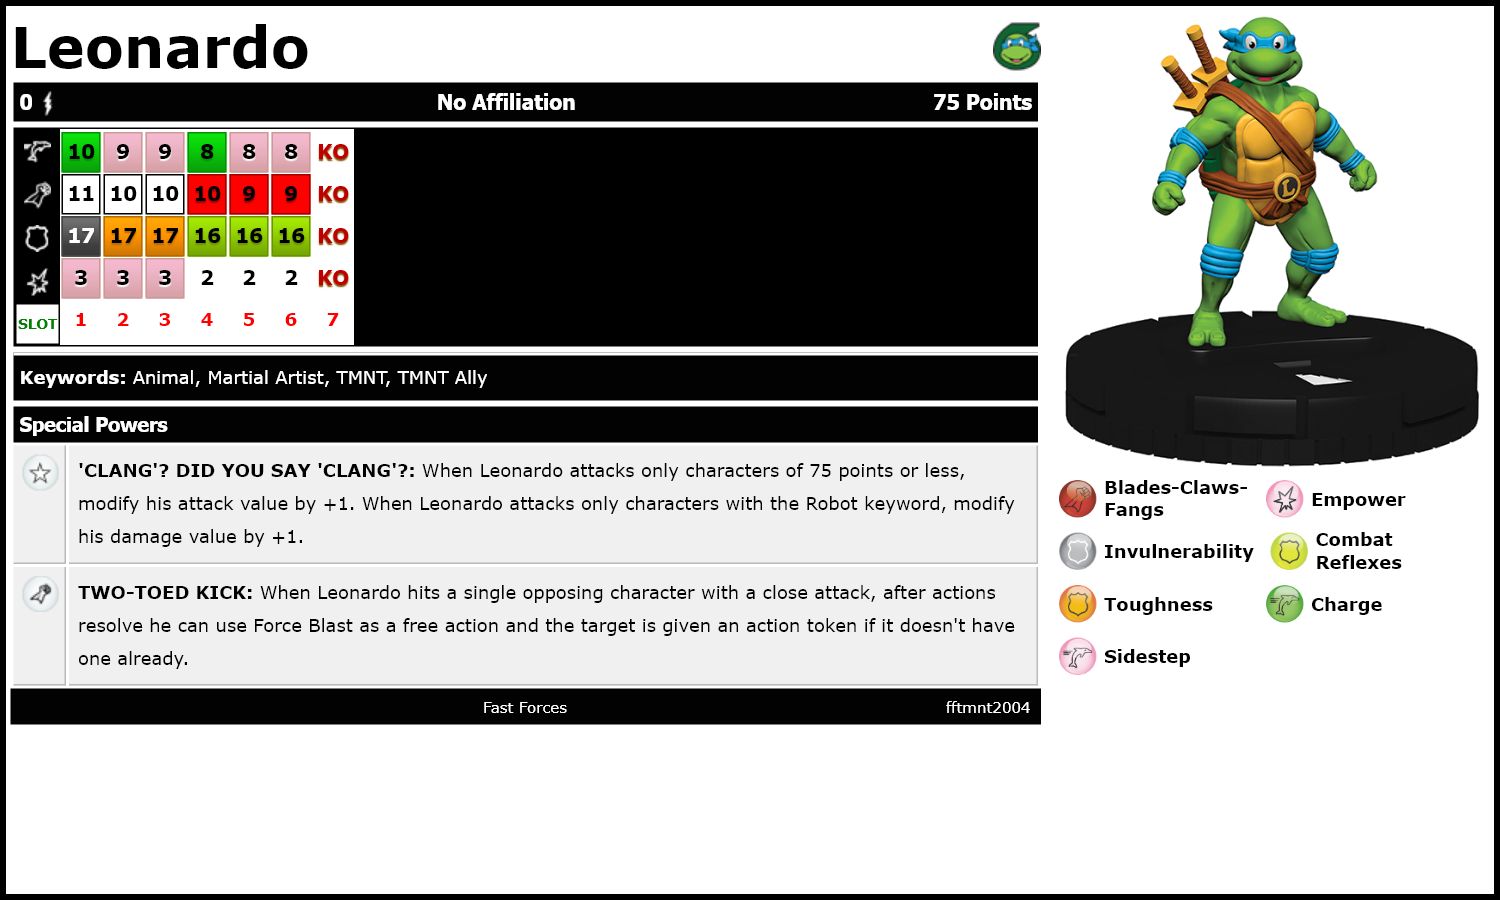 Leonardo
0 No Affiliation 75 Points
10 9 9 8 8 8 KO
11 10 10 10 9 9 KO
17 17 17 16 16 16 KO
3 3 3 2 2 2 KO
SLOT 1 2 3 4 5 6 7
Keywords: Animal, Martial Artist, TMNT, TMNT Ally
Special Powers
'CLANG'? DID YOU SAY 'CLANG'?: When Leonardo attacks only characters of 75 points or less,
modify his attack value by +1. When Leonardo attacks only characters with the Robot keyword, modify
his damage value by +1.
TWO-TOED KICK: When Leonardo hits a single opposing character with a close attack, after actions
resolve he can use Force Blast as a free action and the target is given an action token if it doesn't have
one already.
Fast Forces fftmnt2004
L
Blades-Claws-
Fangs
Empower
Invulnerability
Combat
Reflexes
Toughness
Charge
Sidestep